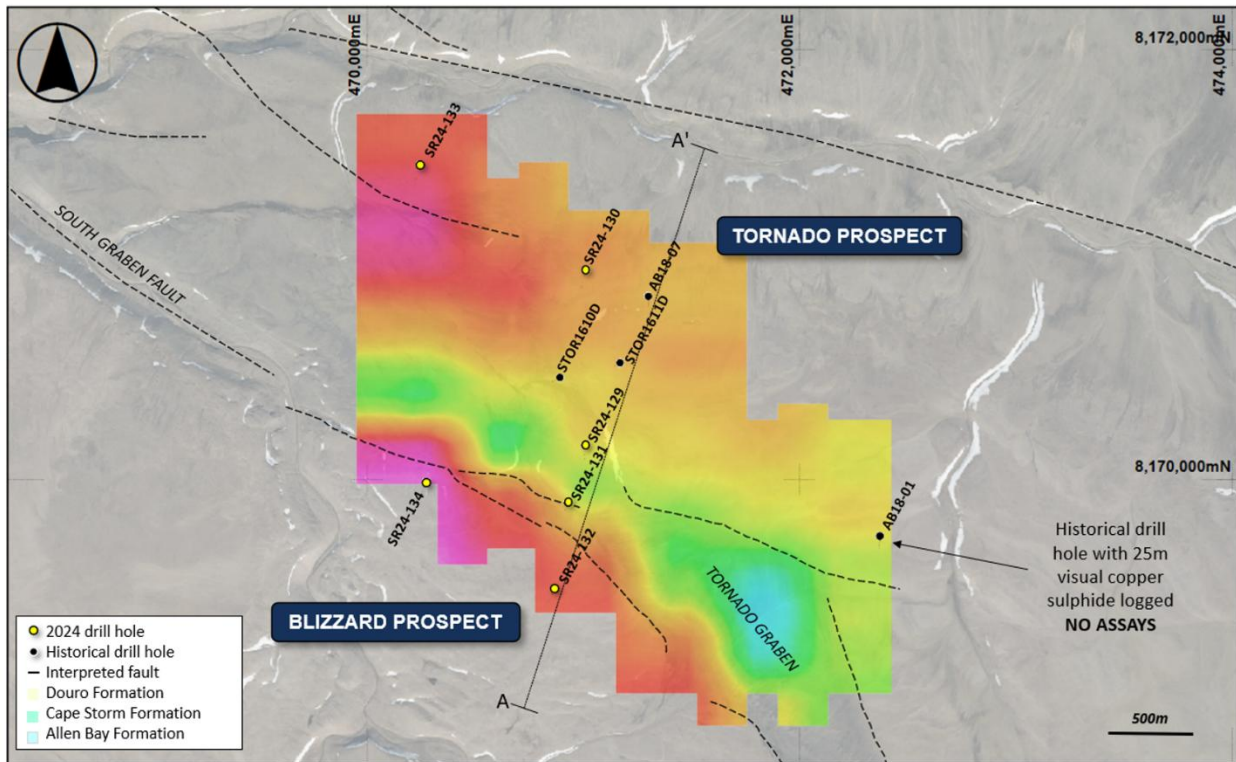 470,000mE
472,000mE
474,000mE
8,172,000mN
SR24-133
A'
SOUTH GRABEN FAULT
SR24-130
TORNADO PROSPECT
AB18-07
STOR1610D
STOR1611D
SR24-129
SR24-131
8,170,000mN
SR24-134
AB18-01
SR24-132
Historical drill
hole with 25m
visual copper
sulphide logged
NO ASSAYS
TORNADO GRABEN
BLIZZARD PROSPECT
A
2024 drill hole
Historical drill hole
Interpreted fault
Douro Formation
Cape Storm Formation
Allen Bay Formation
500m